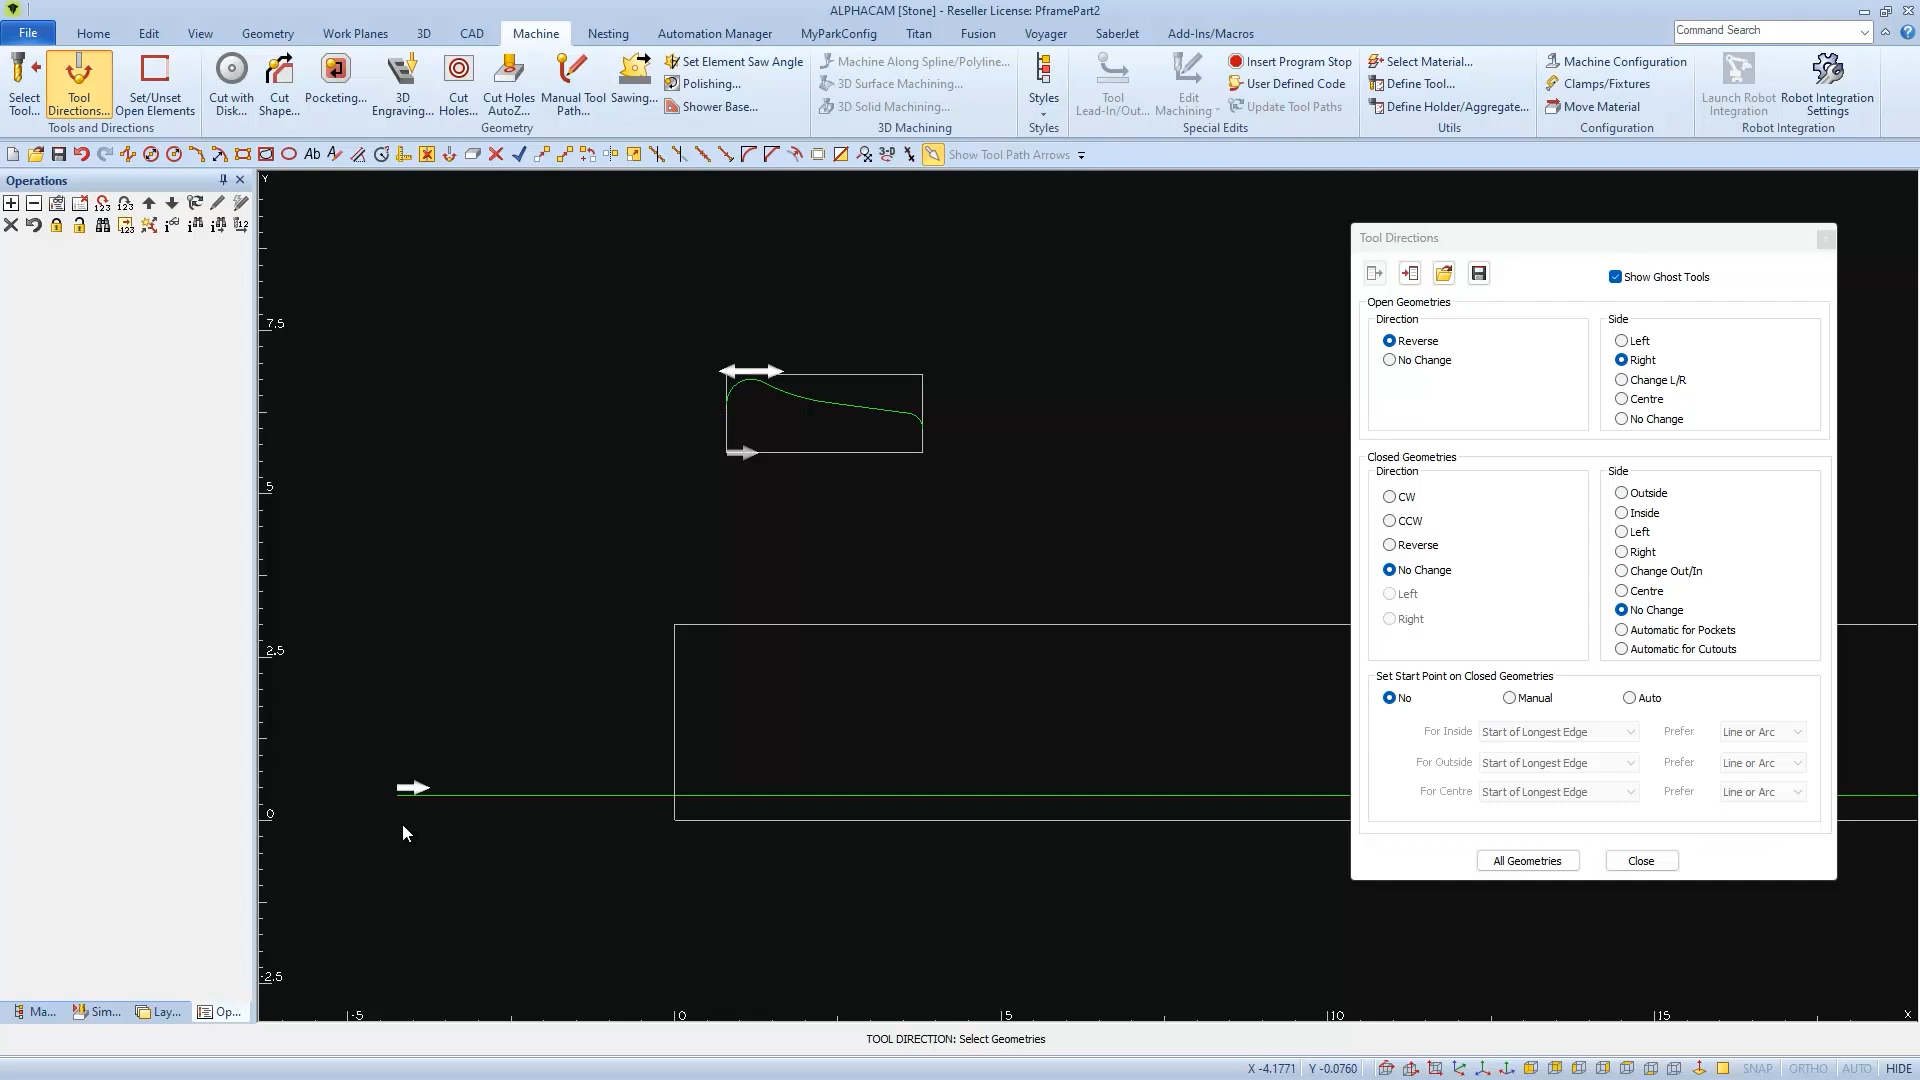 ALPHACAM [Stone] - Reseller License: PframePart2
File Home Edit View Geometry Work Planes 3D CAD Machine Nesting Automation Manager MyParkConfig Titan Fusion Voyager SaberJet Add-Ins/Macros Command Search
Select Tool...
Tool Directions...
Set/Unset Open Elements
Tools and Directions
Cut with Disk...
Cut Shape...
Pocketing...
3D Engraving...
Cut Holes...
Cut Holes AutoZ...
Manual Tool Path...
Sawing...
Set Element Saw Angle
Polishing...
Shower Base...
Geometry
Machine Along Spline/Polyline...
3D Surface Machining...
3D Solid Machining...
3D Machining
Styles
Styles
Tool Lead-In/Out...
Edit Machining
Insert Program Stop
User Defined Code
Update Tool Paths
Special Edits
Select Material...
Define Tool...
Define Holder/Aggregate...
Utils
Machine Configuration
Clamps/Fixtures
Move Material
Configuration
Launch Robot Integration
Robot Integration Settings
Robot Integration
Ab
3-D
Show Tool Path Arrows
Operations
123
123
123
12
Ma... Sim... Lay... Op...
Y
7.5
5
2.5
0
-2.5
-5 0 5 10 15 X
Tool Directions
Show Ghost Tools
Open Geometries
Direction
Reverse
No Change
Side
Left
Right
Change L/R
Centre
No Change
Closed Geometries
Direction
CW
CCW
Reverse
No Change
Left
Right
Side
Outside
Inside
Left
Right
Change Out/In
Centre
No Change
Automatic for Pockets
Automatic for Cutouts
Set Start Point on Closed Geometries
No Manual Auto
For Inside Start of Longest Edge Prefer Line or Arc
For Outside Start of Longest Edge Prefer Line or Arc
For Centre Start of Longest Edge Prefer Line or Arc
All Geometries Close
TOOL DIRECTION: Select Geometries
X -4.1771 Y -0.0760 SNAP ORTHO AUTO HIDE